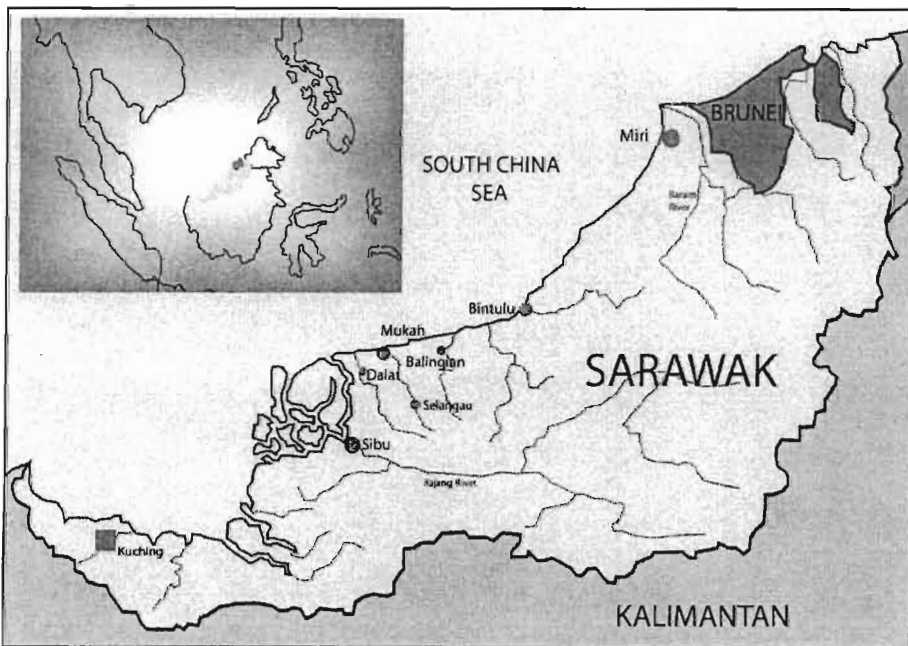 BRUNEI
Miri
SOUTH CHINA
SEA
Baram
River
Bintulu
Mukah
Balingian
SARAWAK
Dalat
Selangau
Sibu
Rajang River
Kuching
KALIMANTAN